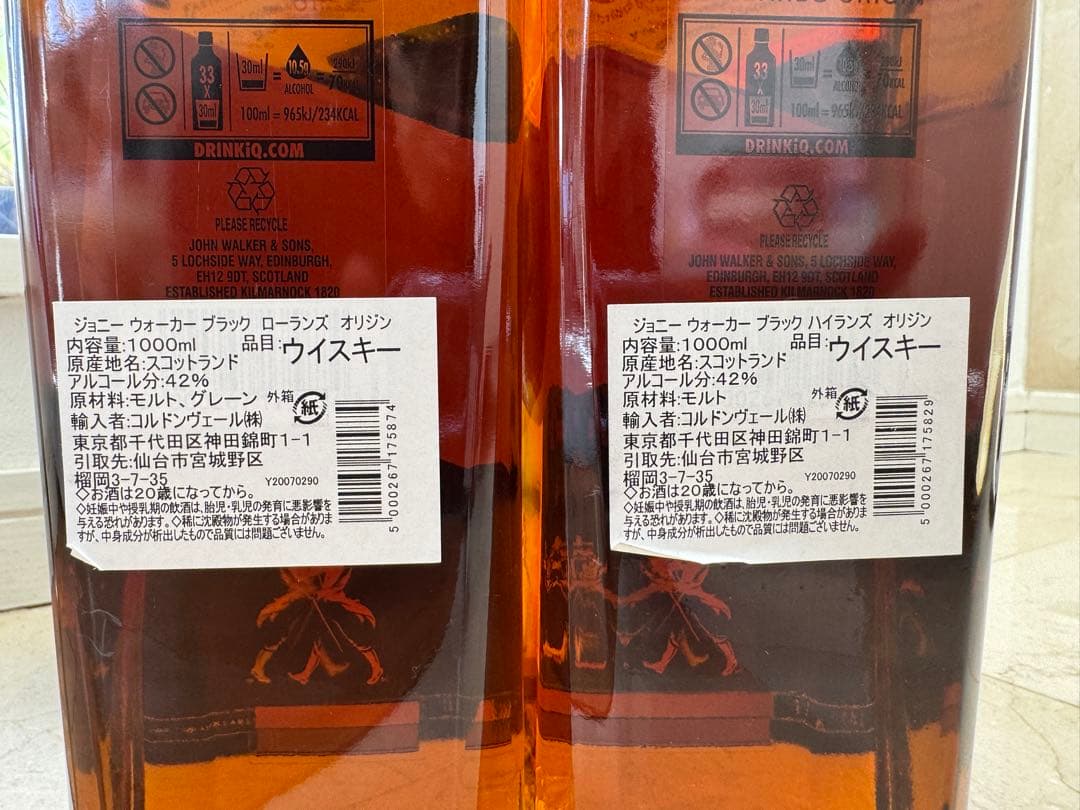 33
X
30ml
30ml
=
10.5g
ALCOHOL
=
290kJ
70KCAL
100ml = 965kJ/234KCAL
DRINKiQ.COM
PLEASE RECYCLE
JOHN WALKER & SONS,
5 LOCHSIDE WAY, EDINBURGH,
EH12 9DT, SCOTLAND
ESTABLISHED KILMARNOCK 1820
ジョニー ウォーカー ブラック ローランズ オリジン
内容量:1000ml 品目:ウイスキー
原産地名:スコットランド
アルコール分:42%
原材料:モルト、グレーン 外箱 紙
輸入者:コルドンヴェール㈱
東京都千代田区神田錦町1-1
引取先:仙台市宮城野区
榴岡3-7-35 Y20070290
◇お酒は20歳になってから。
◇妊娠中や授乳期の飲酒は、胎児・乳児の発育に悪影響を
与える恐れがあります。◇稀に沈殿物が発生する場合がありま
すが、中身成分が析出したもので品質には問題ございません。
5 000267 175874
33
X
30ml
30ml
=
ALCOHOL
=
290kJ
70KCAL
100ml = 965kJ/234KCAL
DRINKiQ.COM
PLEASE RECYCLE
JOHN WALKER & SONS, 5 LOCHSIDE WAY,
EDINBURGH, EH12 9DT, SCOTLAND
ESTABLISHED KILMARNOCK 1820
ジョニー ウォーカー ブラック ハイランズ オリジン
内容量:1000ml 品目:ウイスキー
原産地名:スコットランド
アルコール分:42%
原材料:モルト 外箱 紙
輸入者:コルドンヴェール㈱
東京都千代田区神田錦町1-1
引取先:仙台市宮城野区
榴岡3-7-35 Y20070290
◇お酒は20歳になってから。
◇妊娠中や授乳期の飲酒は、胎児・乳児の発育に悪影響を
与える恐れがあります。◇稀に沈殿物が発生する場合がありま
すが、中身成分が析出したもので品質には問題ございません。
5 000267 175829